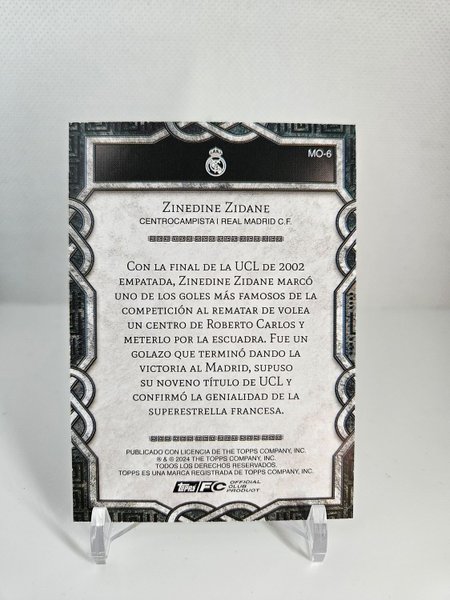 MO-6
Zinedine Zidane
CENTROCAMPISTA | REAL MADRID C.F.
Con la final de la UCL de 2002
empatada, Zinedine Zidane marcó
uno de los goles más famosos de la
competición al rematar de volea
un centro de Roberto Carlos y
meterlo por la escuadra. Fue un
golazo que terminó dando la
victoria al Madrid, supuso
su noveno título de UCL y
confirmó la genialidad de la
superestrella francesa.
PUBLICADO CON LICENCIA DE THE TOPPS COMPANY, INC.
® & © 2024 THE TOPPS COMPANY, INC.
TODOS LOS DERECHOS RESERVADOS.
TOPPS ES UNA MARCA REGISTRADA DE TOPPS COMPANY, INC.
Topps FC OFFICIAL
CLUB
PRODUCT